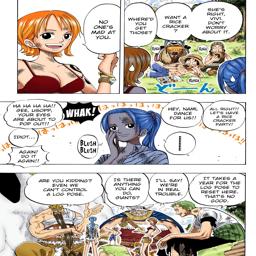 SHE'S
RIGHT,
VIVI.
DON'T
WORRY
ABOUT IT.
WANT A
RICE
CRACKER
?
WHERE'D
YOU
GET
THOSE?
NO
ONE'S
MAD AT
YOU.
ALL RIGHT!
LET'S HAVE A
RICE
CRACKER
PARTY!
HEY, NAMI,
DANCE
FOR US!!
WHAK!
HA HA HA HA!!
GEE, USOPP,
YOUR EYES
ARE ABOUT TO
POP OUT!!
IDIOT...
AGAIN!
DO IT
AGAIN!!
BLUSH
BLUSH
IT TAKES A
YEAR FOR THE
LOG POSE TO
RESET HERE.
THAT'S NO
GOOD.
I'LL SAY!
WE'RE
IN REAL
TROUBLE.
IS THERE
ANYTHING
YOU CAN
DO,
GIANTS?
ARE YOU KIDDING?
EVEN WE
CAN'T
CONTROL
A LOG POSE.